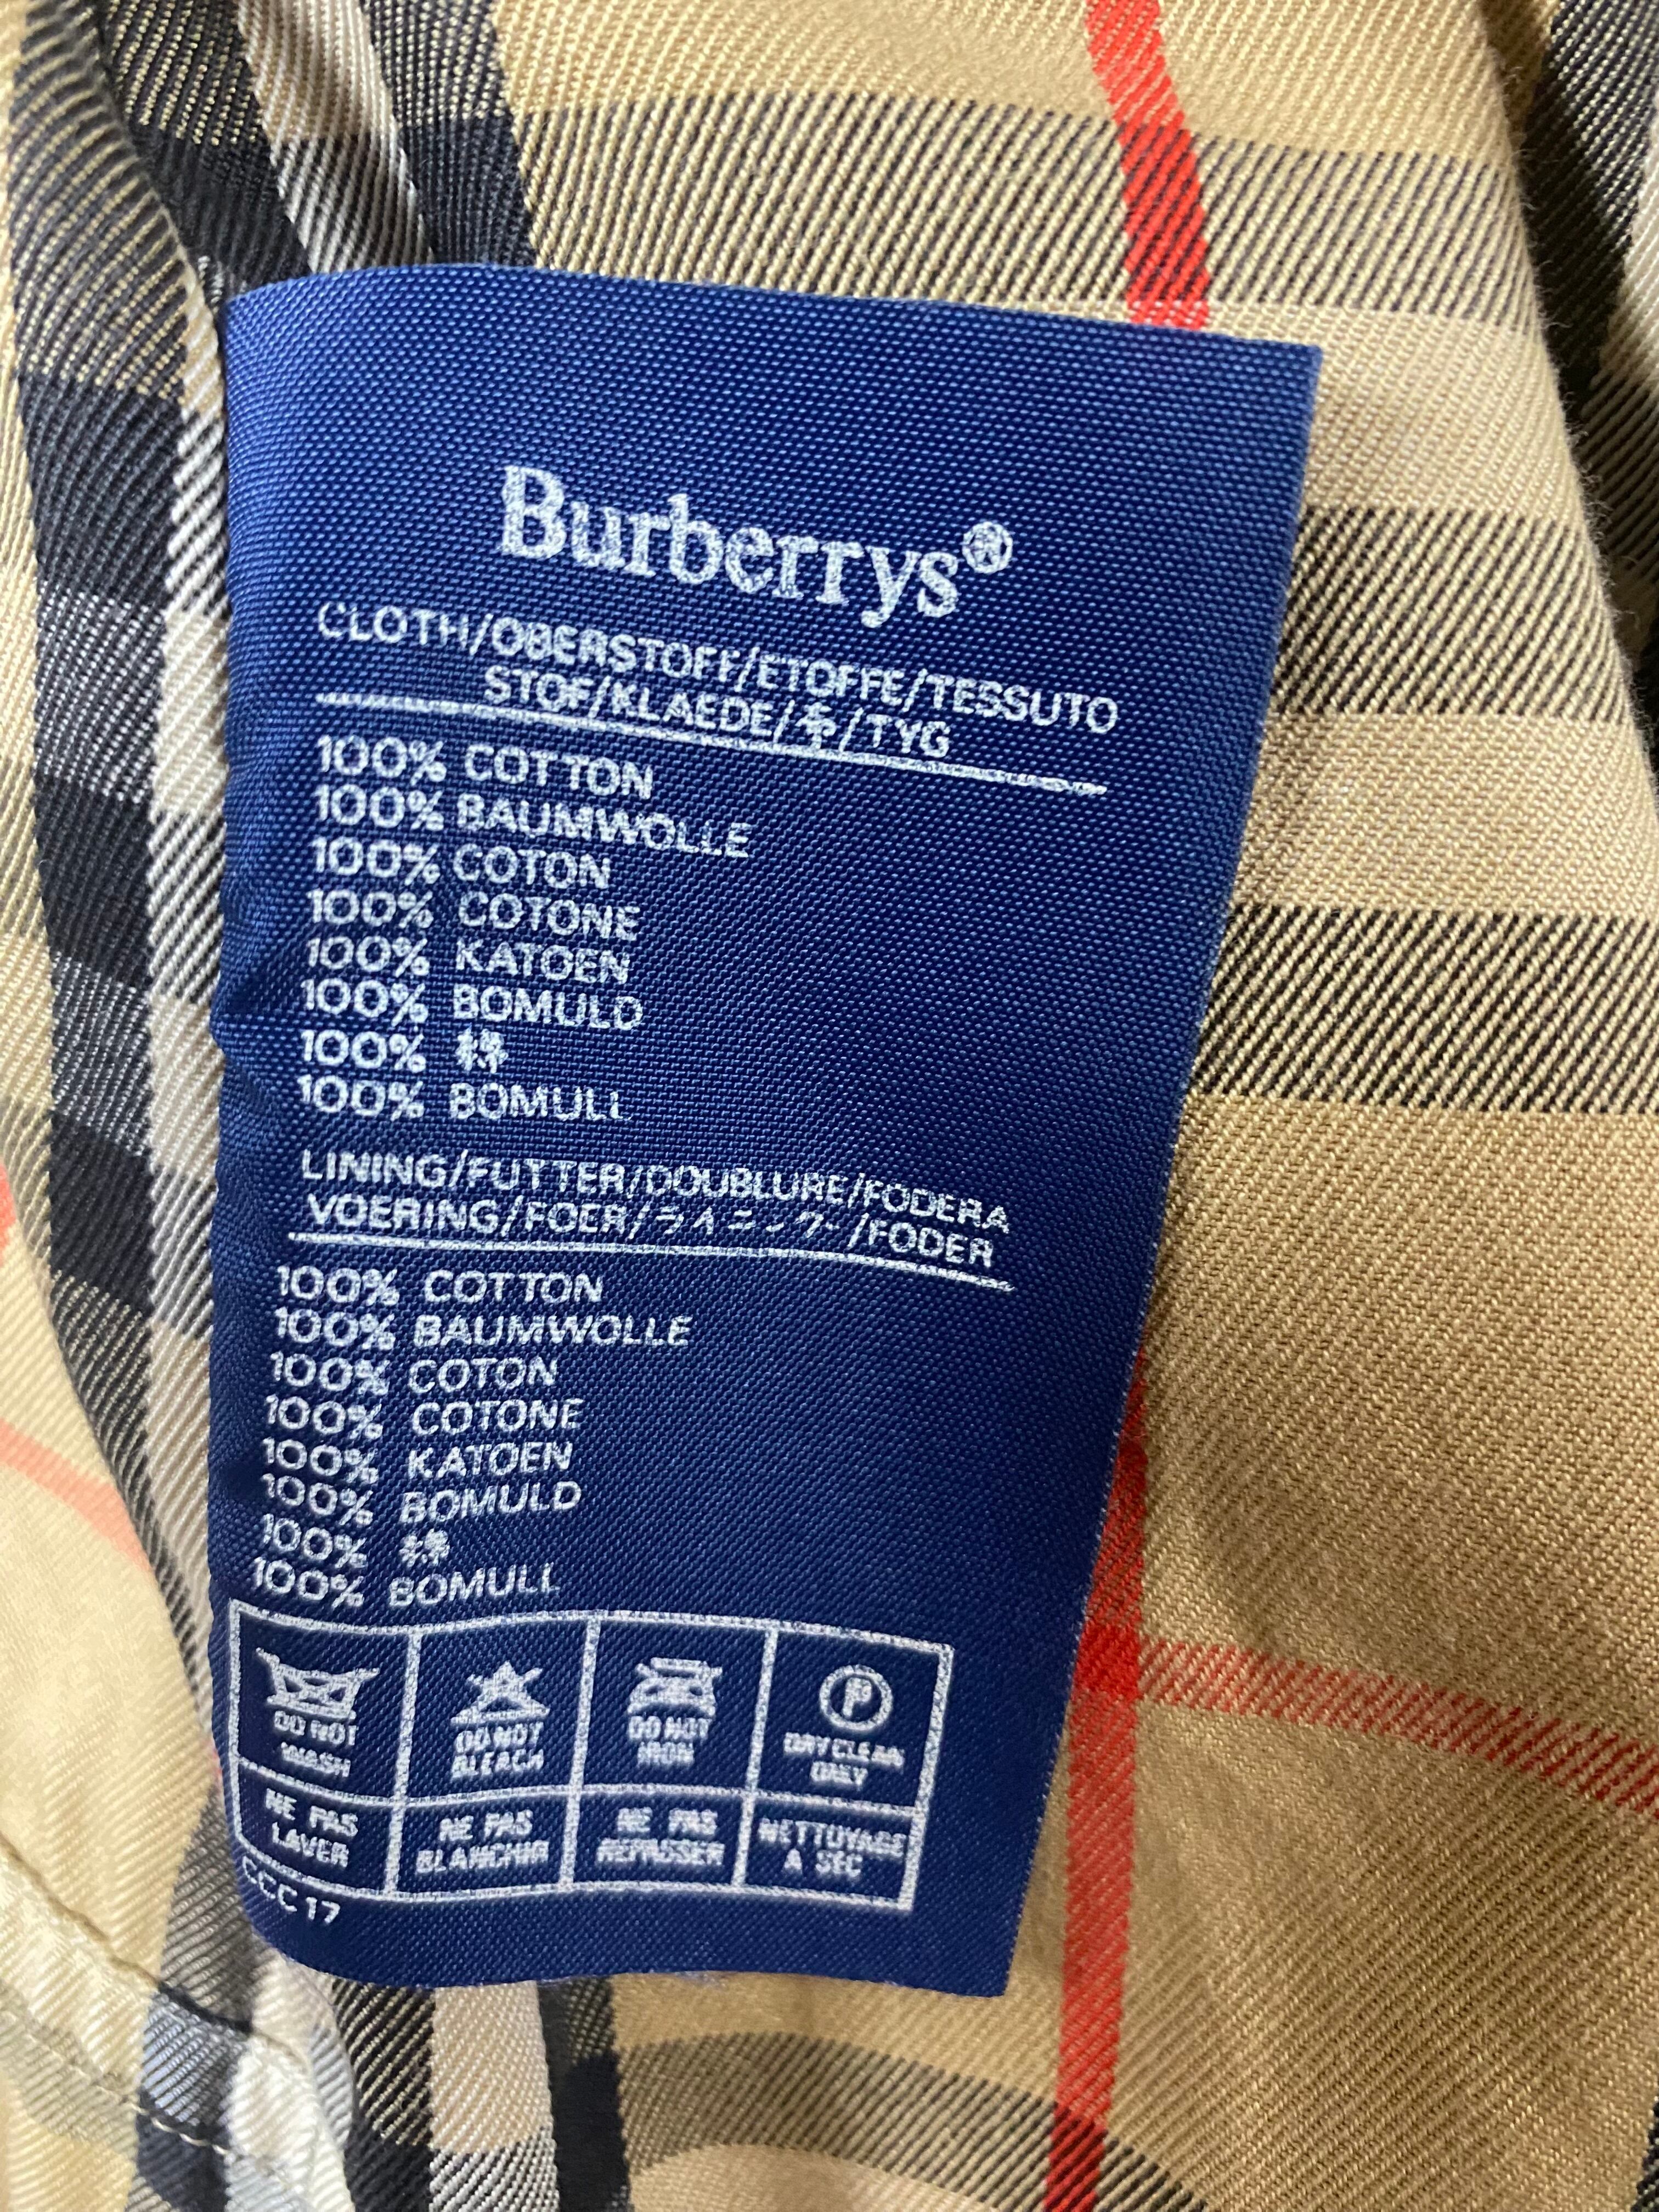 Burberrys®
CLOTH/OBERSTOFF/ETOFFE/TESSUTO
STOF/KLAEDE/布/TYG
100% COTTON
100% BAUMWOLLE
100% COTON
100% COTONE
100% KATOEN
100% BOMULD
100% 綿
100% BOMULL
LINING/FUTTER/DOUBLURE/FODERA
VOERING/FOER/ライニング/FODER
100% COTTON
100% BAUMWOLLE
100% COTON
100% COTONE
100% KATOEN
100% BOMULD
100% 綿
100% BOMULL
DO NOT
WASH
DO NOT
BLEACH
DO NOT
IRON
P
DRY CLEAN
ONLY
NE PAS
LAVER
NE PAS
BLANCHIR
NE PAS
REPASSER
NETTOYAGE
A SEC
CCC 17